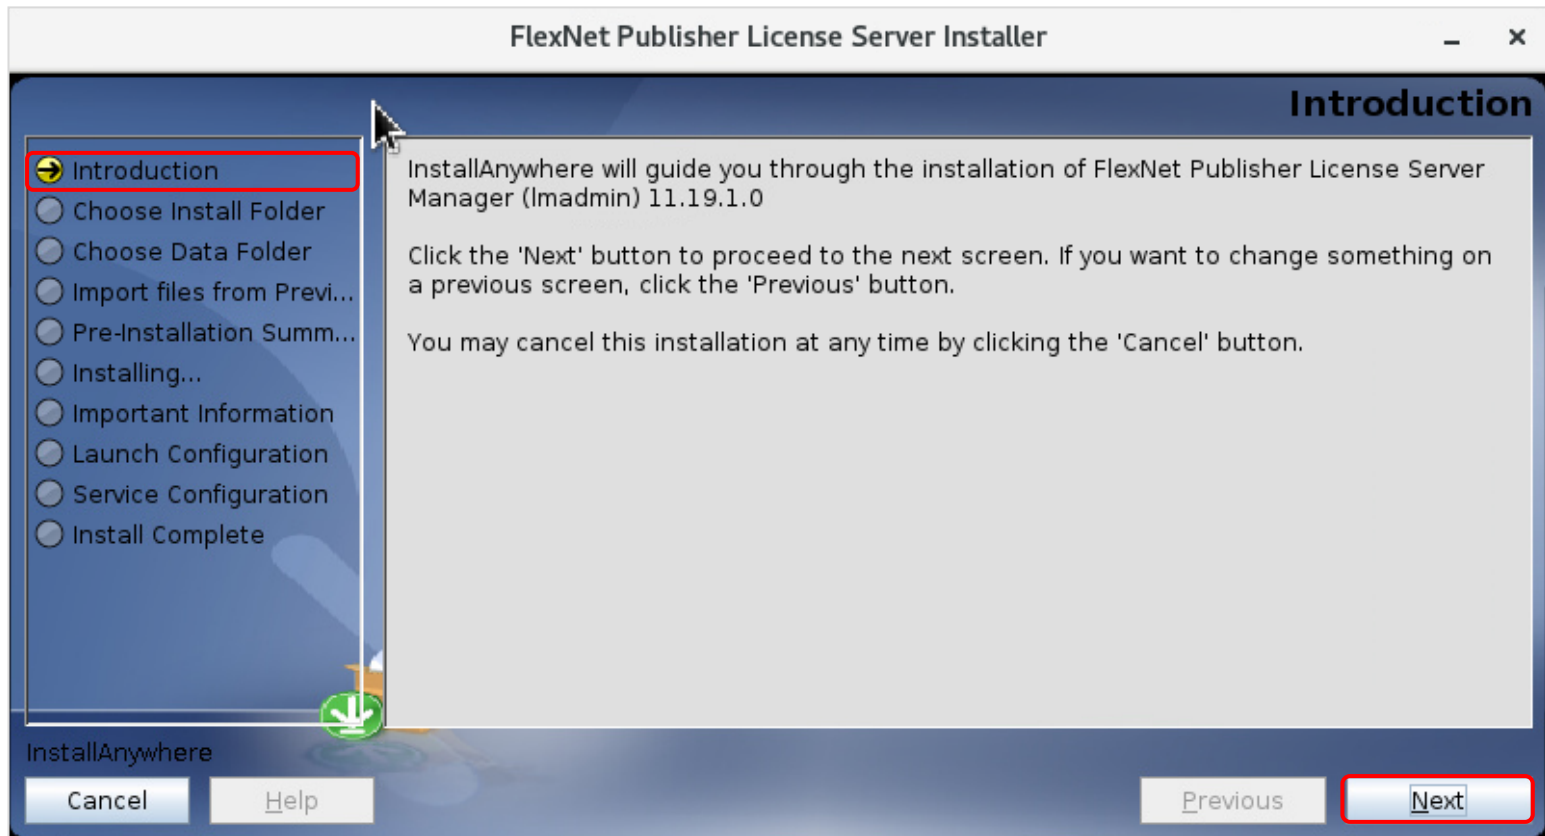 FlexNet Publisher License Server Installer
Introduction
Introduction
Choose Install Folder
Choose Data Folder
Import files from Previ...
Pre-Installation Summ...
Installing...
Important Information
Launch Configuration
Service Configuration
Install Complete
InstallAnywhere will guide you through the installation of FlexNet Publisher License Server
Manager (lmadmin) 11.19.1.0
Click the 'Next' button to proceed to the next screen. If you want to change something on
a previous screen, click the 'Previous' button.
You may cancel this installation at any time by clicking the 'Cancel' button.
InstallAnywhere
Cancel
Help
Previous
Next